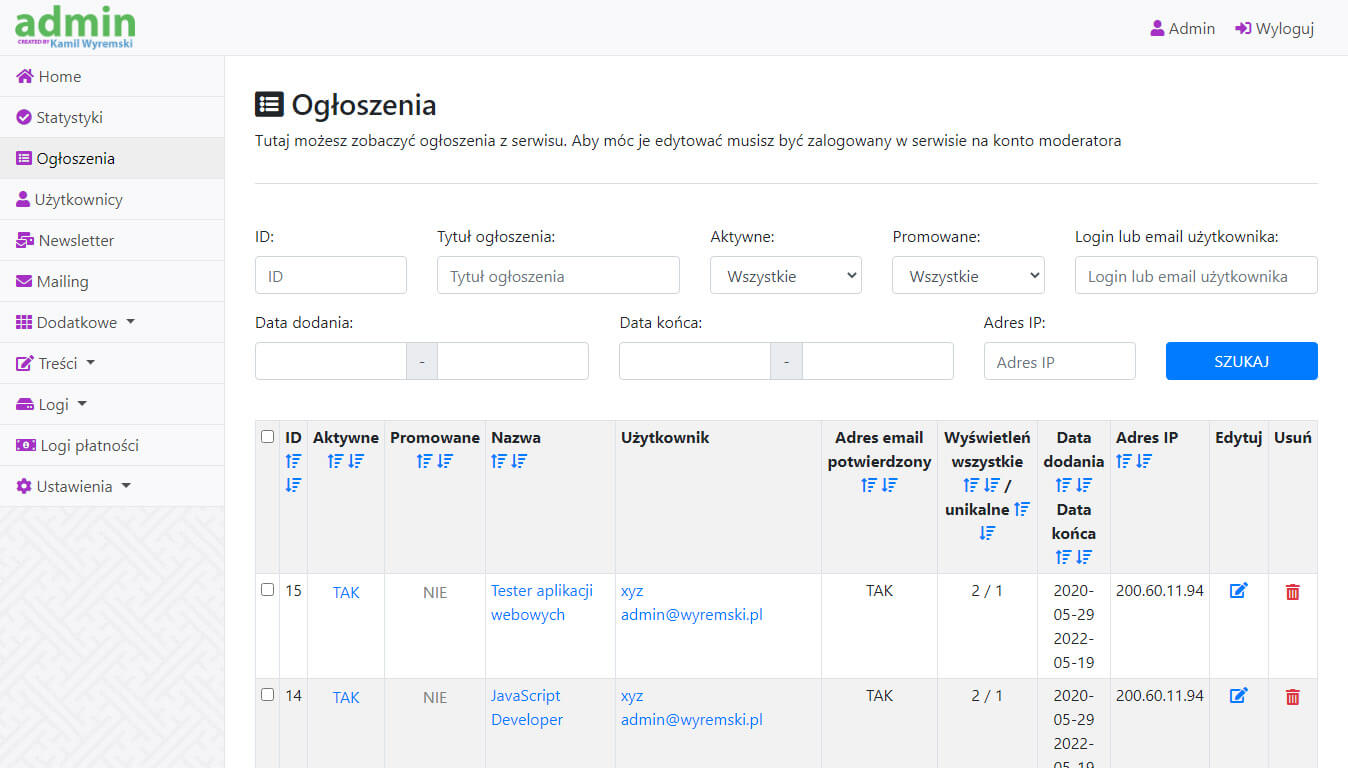 admin
CREATED BY Kamil Wyremski
Admin
Wyloguj
Home
Statystyki
Ogłoszenia
Użytkownicy
Newsletter
Mailing
Dodatkowe
Treści
Logi
Logi płatności
Ustawienia
Ogłoszenia
Tutaj możesz zobaczyć ogłoszenia z serwisu. Aby móc je edytować musisz być zalogowany w serwisie na konto moderatora
ID: Tytuł ogłoszenia: Aktywne: Promowane: Login lub email użytkownika:
ID Tytuł ogłoszenia Wszystkie Wszystkie Login lub email użytkownika
Data dodania: Data końca: Adres IP:
- - Adres IP SZUKAJ
ID Aktywne Promowane Nazwa Użytkownik Adres email Wyświetleń Data Adres IP Edytuj Usuń
potwierdzony wszystkie dodania
/
unikalne Data
końca
15 TAK NIE Tester aplikacji xyz TAK 2 / 1 2020- 200.60.11.94
webowych admin@wyremski.pl 05-29
2022-
05-19
14 TAK NIE JavaScript xyz TAK 2 / 1 2020- 200.60.11.94
Developer admin@wyremski.pl 05-29
2022-
05-19